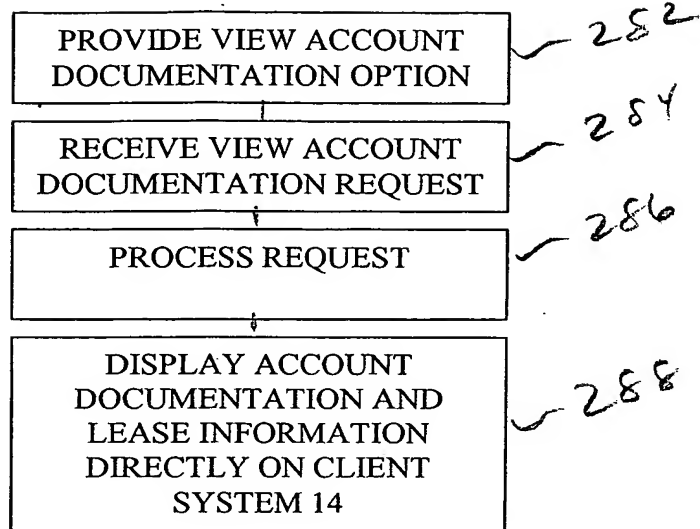 PROVIDE VIEW ACCOUNT
DOCUMENTATION OPTION
282
RECEIVE VIEW ACCOUNT
DOCUMENTATION REQUEST
284
PROCESS REQUEST
286
DISPLAY ACCOUNT
DOCUMENTATION AND
LEASE INFORMATION
DIRECTLY ON CLIENT
SYSTEM 14
288